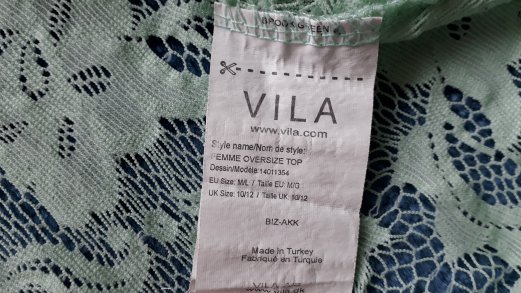 VILA
www.vila.com
Style name/Nom de style:
FEMME OVERSIZE TOP
Dessin/Modèle:14011354
EU Size: M/L / Taille EU: M/G
UK Size: 10/12 / Taille UK: 10/12
BIZ-AKK
Made in Turkey
Fabriqué en Turquie
VILA